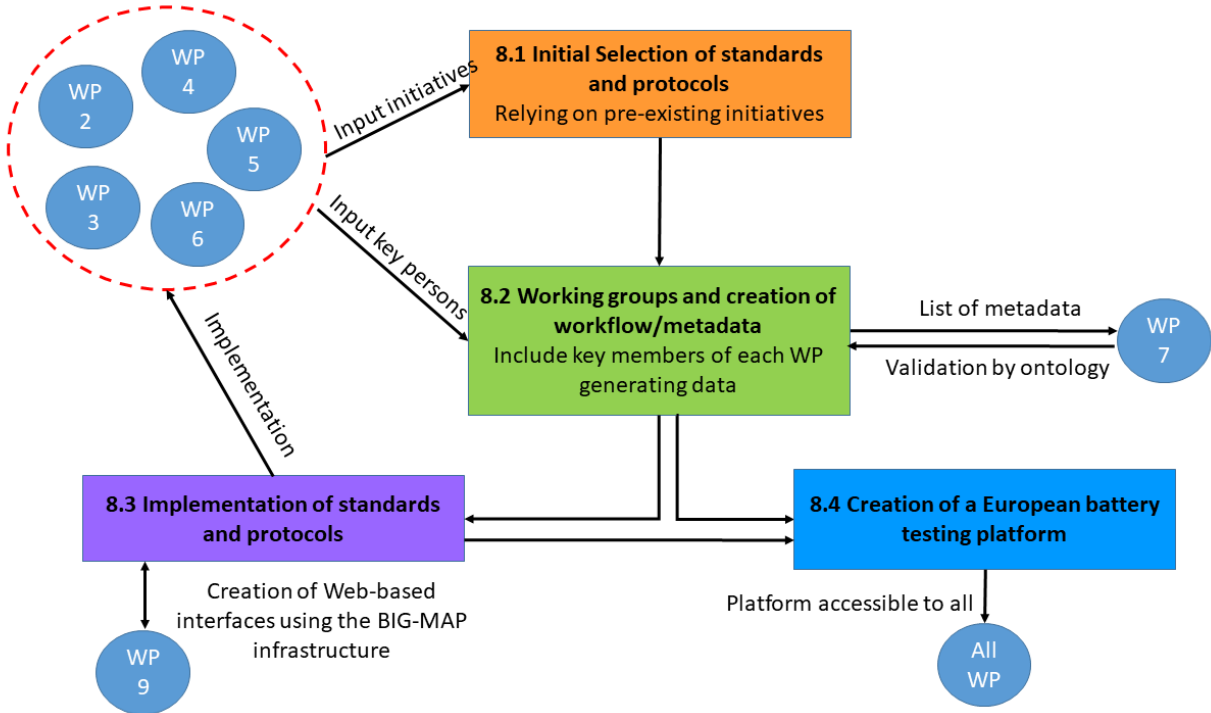 WP
4
WP
2
WP
5
WP
3
WP
6
Input initiatives
8.1 Initial Selection of standards
and protocols
Relying on pre-existing initiatives
Input key persons
8.2 Working groups and creation of
workflow/metadata
Include key members of each WP
generating data
List of metadata
Validation by ontology
WP
7
Implementation
8.3 Implementation of standards
and protocols
8.4 Creation of a European battery
testing platform
Creation of Web-based
interfaces using the BIG-MAP
infrastructure
WP
9
Platform accessible to all
All
WP